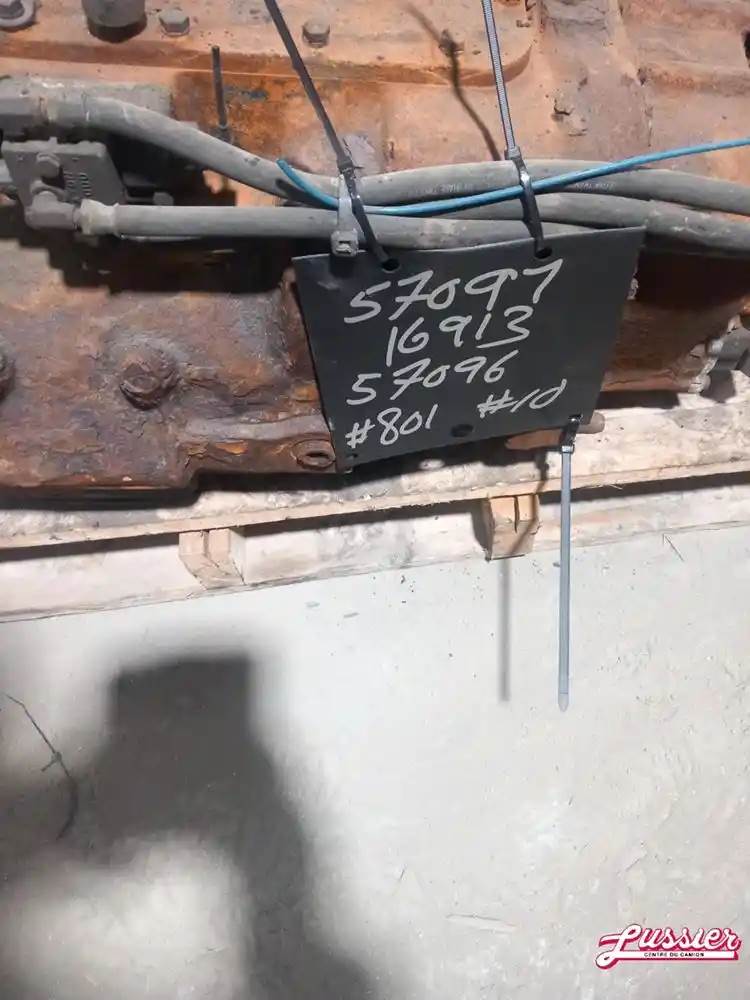 57097
16913
57096
#801 #10
Lussier
CENTRE DU CAMION